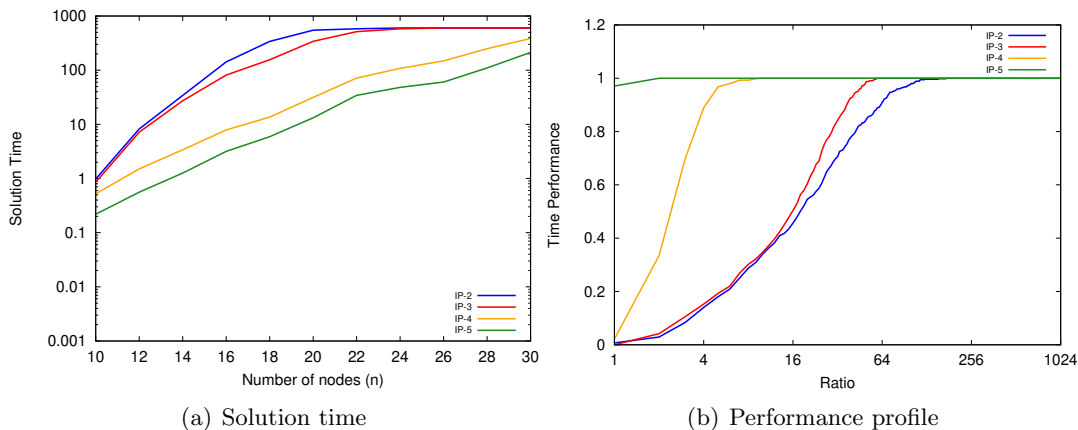 1000
100
10
1
0.1
0.01
0.001
Solution Time
10 12 14 16 18 20 22 24 26 28 30
Number of nodes (n)
IP-2
IP-3
IP-4
IP-5
(a) Solution time
1.2
1
0.8
0.6
0.4
0.2
0
Time Performance
1 4 16 64 256 1024
Ratio
IP-2
IP-3
IP-4
IP-5
(b) Performance profile